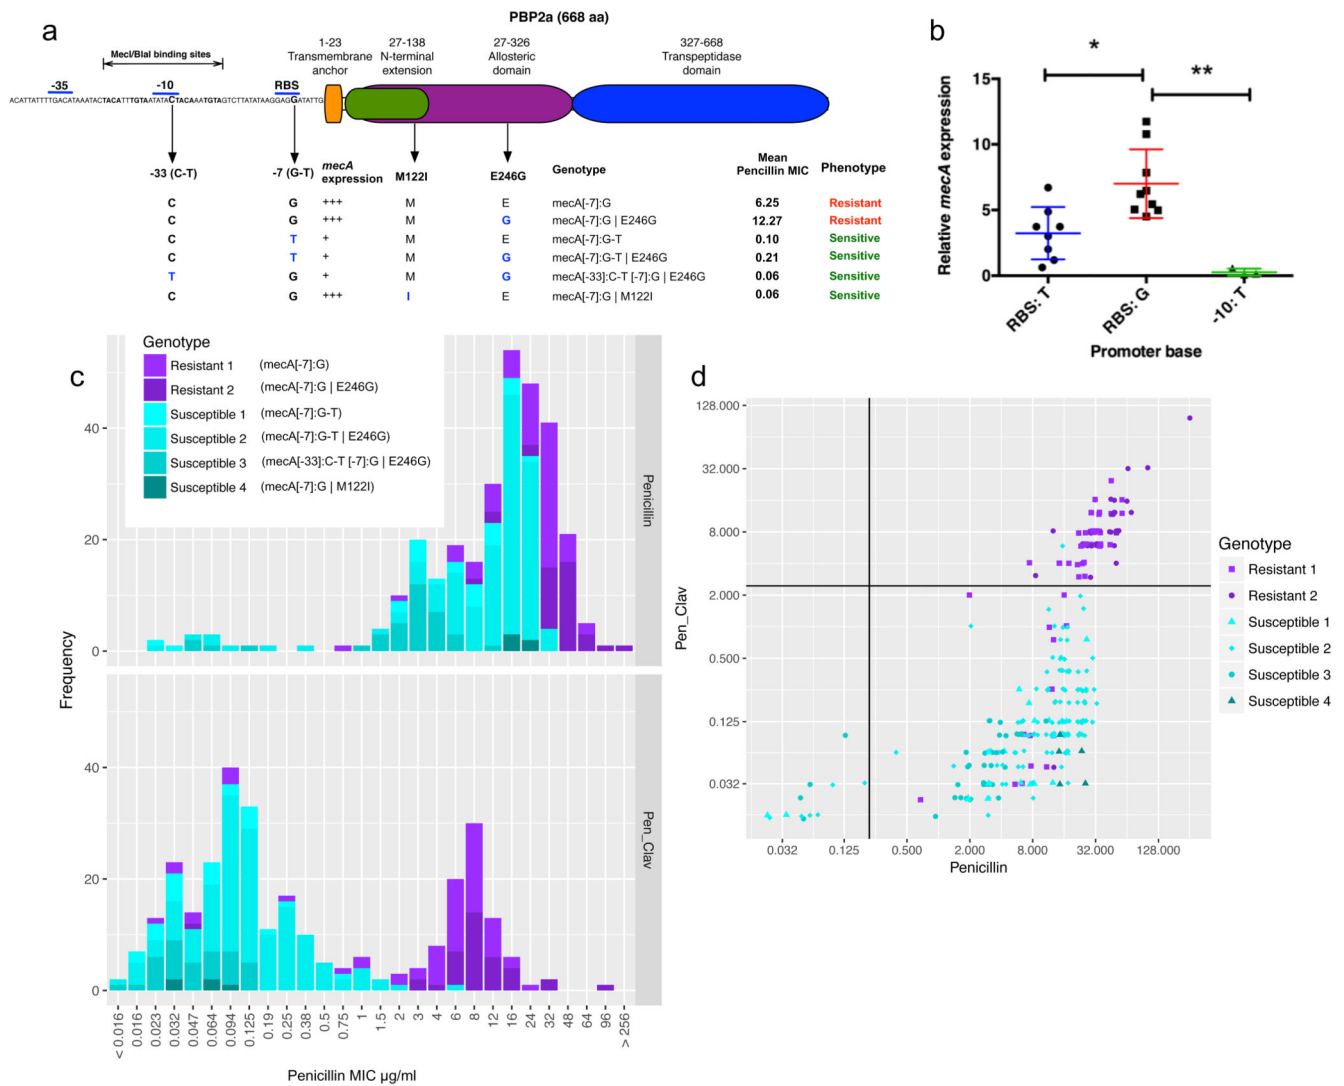 a
PBP2a (668 aa)
MecI/BlaI binding sites
1-23
Transmembrane
anchor
27-138
N-terminal
extension
27-326
Allosteric
domain
327-668
Transpeptidase
domain
-35
-10
RBS
ACATTATTTTGACATAAATACTACATTTGTAATATACTACAAATGTAGTCTTATATAAGGAGGATATTG
-33 (C-T)
-7 (G-T)
mecA
expression
M122I
E246G
Genotype
Mean
Pencillin MIC
Phenotype
C G +++ M E mecA[-7]:G 6.25 Resistant
C G +++ M G mecA[-7]:G | E246G 12.27 Resistant
C T + M E mecA[-7]:G-T 0.10 Sensitive
C T + M G mecA[-7]:G-T | E246G 0.21 Sensitive
T G + M G mecA[-33]:C-T [-7]:G | E246G 0.06 Sensitive
C G +++ I E mecA[-7]:G | M122I 0.06 Sensitive
b
*
**
Relative mecA expression
15
10
5
0
RBS: T
RBS: G
-10: T
Promoter base
c
Genotype
Resistant 1 (mecA[-7]:G)
Resistant 2 (mecA[-7]:G | E246G)
Susceptible 1 (mecA[-7]:G-T)
Susceptible 2 (mecA[-7]:G-T | E246G)
Susceptible 3 (mecA[-33]:C-T [-7]:G | E246G)
Susceptible 4 (mecA[-7]:G | M122I)
Frequency
40
20
0
Penicillin
40
20
0
Pen_Clav
< 0.016
0.016
0.023
0.032
0.047
0.064
0.094
0.125
0.19
0.25
0.38
0.5
0.75
1
1.5
2
3
4
6
8
12
16
24
32
48
64
96
> 256
Penicillin MIC µg/ml
d
Pen_Clav
128.000
32.000
8.000
2.000
0.500
0.125
0.032
0.032
0.125
0.500
2.000
8.000
32.000
128.000
Penicillin
Genotype
Resistant 1
Resistant 2
Susceptible 1
Susceptible 2
Susceptible 3
Susceptible 4